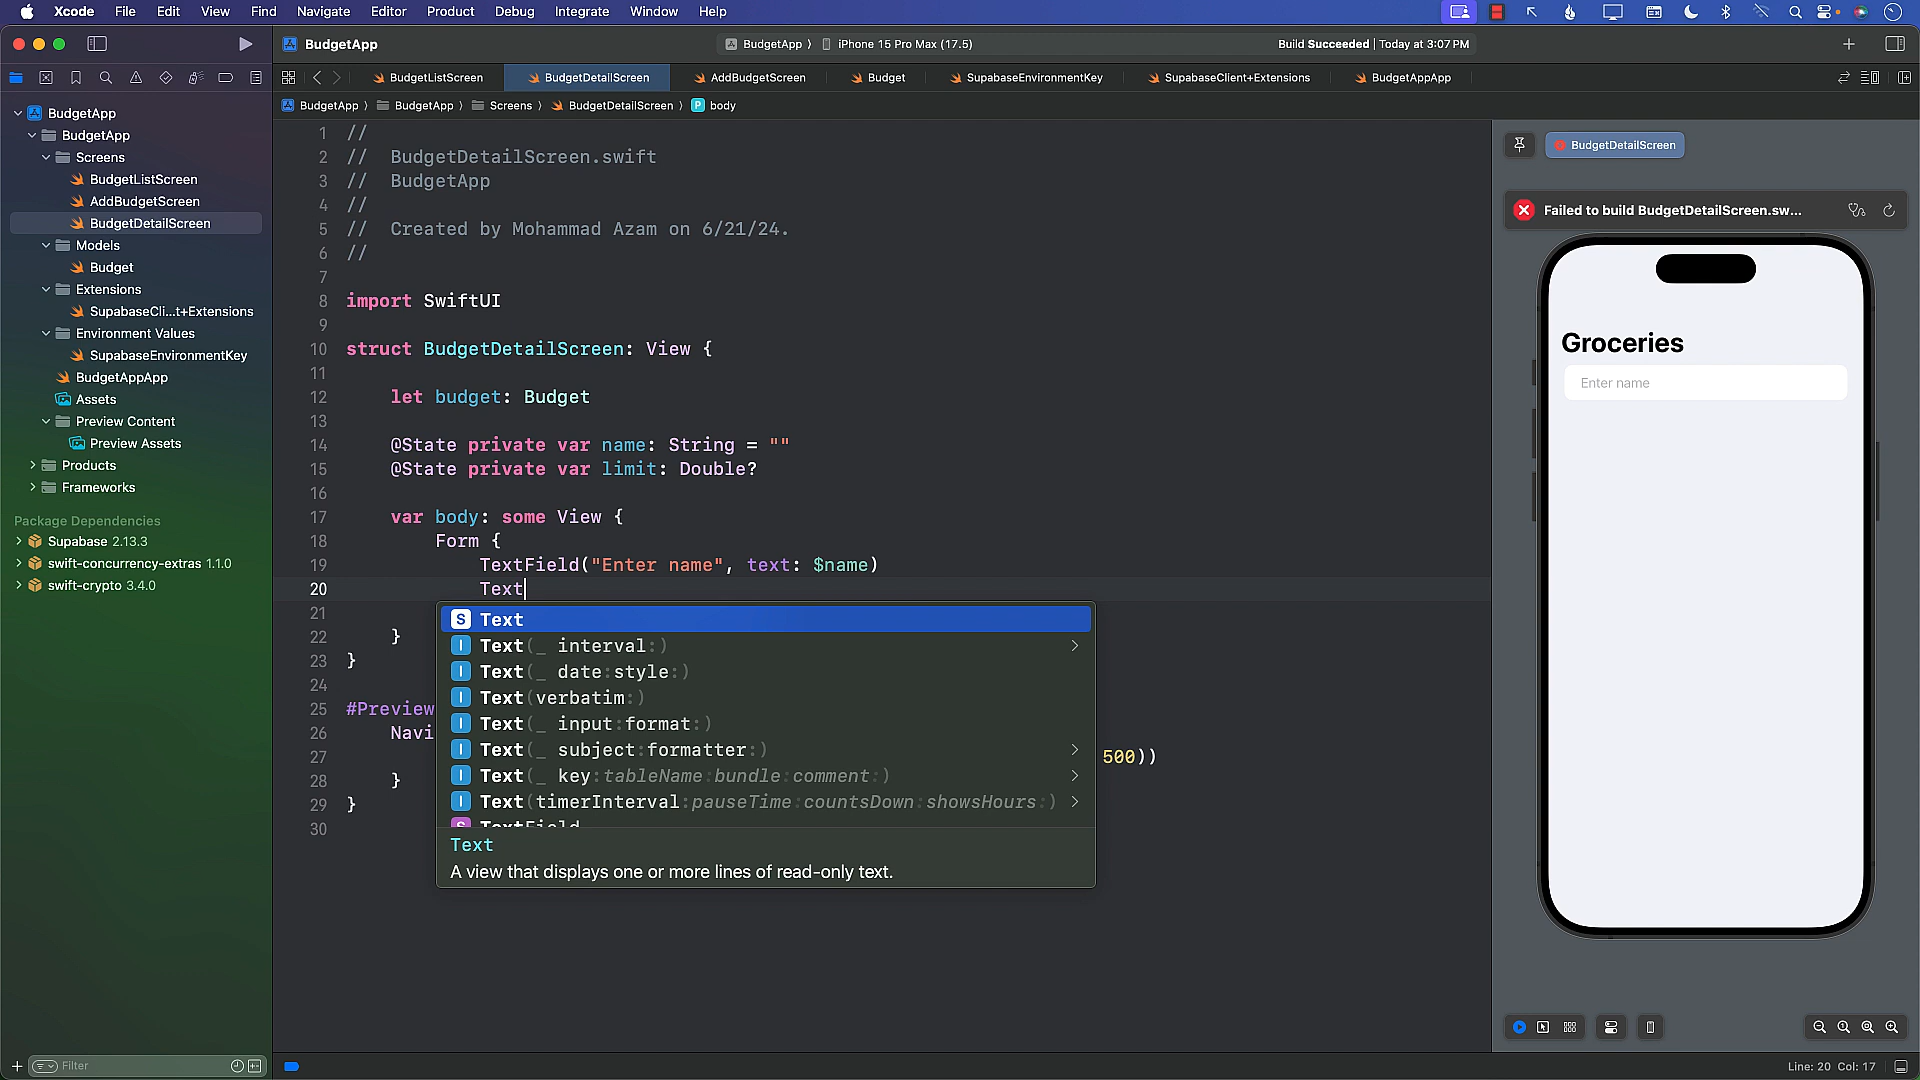 Xcode File Edit View Find Navigate Editor Product Debug Integrate Window Help
BudgetApp
BudgetApp iPhone 15 Pro Max (17.5)
Build Succeeded | Today at 3:07 PM
BudgetListScreen BudgetDetailScreen AddBudgetScreen Budget SupabaseEnvironmentKey SupabaseClient+Extensions BudgetAppApp
BudgetApp BudgetApp Screens BudgetDetailScreen P body
BudgetApp
BudgetApp
Screens
BudgetListScreen
AddBudgetScreen
BudgetDetailScreen
Models
Budget
Extensions
SupabaseCli...t+Extensions
Environment Values
SupabaseEnvironmentKey
BudgetAppApp
Assets
Preview Content
Preview Assets
Products
Frameworks
Package Dependencies
Supabase 2.13.3
swift-concurrency-extras 1.1.0
swift-crypto 3.4.0
Filter
1 //
2 // BudgetDetailScreen.swift
3 // BudgetApp
4 //
5 // Created by Mohammad Azam on 6/21/24.
6 //
7
8 import SwiftUI
9
10 struct BudgetDetailScreen: View {
11
12 let budget: Budget
13
14 @State private var name: String = ""
15 @State private var limit: Double?
16
17 var body: some View {
18 Form {
19 TextField("Enter name", text: $name)
20 Text
21
22 }
23 }
24
25 #Preview
26 Navi
27 500))
28 }
29 }
30
S Text
I Text(_ interval:)
I Text(_ date:style:)
I Text(verbatim:)
I Text(_ input:format:)
I Text(_ subject:formatter:)
I Text(_ key:tableName:bundle:comment:)
I Text(timerInterval:pauseTime:countsDown:showsHours:)
S TextField
Text
A view that displays one or more lines of read-only text.
BudgetDetailScreen
Failed to build BudgetDetailScreen.sw...
Groceries
Enter name
Line: 20 Col: 17